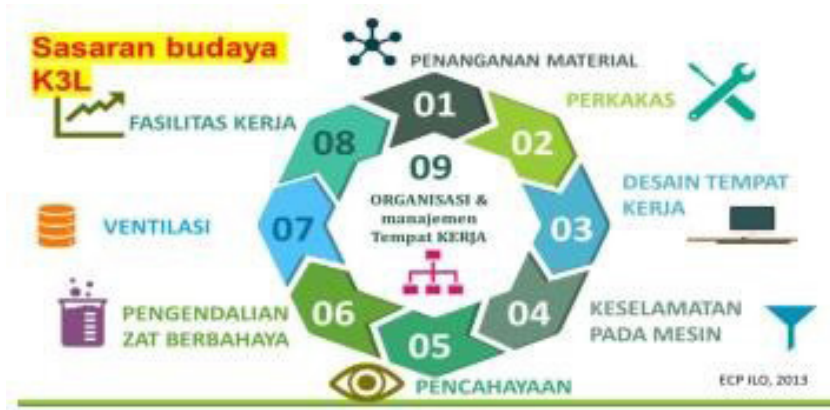 Sasaran budaya
K3L
01
PENANGANAN MATERIAL
02
PERKAKAS
03
DESAIN TEMPAT
KERJA
04
KESELAMATAN
PADA MESIN
05
PENCAHAYAAN
06
PENGENDALIAN
ZAT BERBAHAYA
07
VENTILASI
08
FASILITAS KERJA
09
ORGANISASI &
manajemen
Tempat KERJA
ECP ILO, 2013